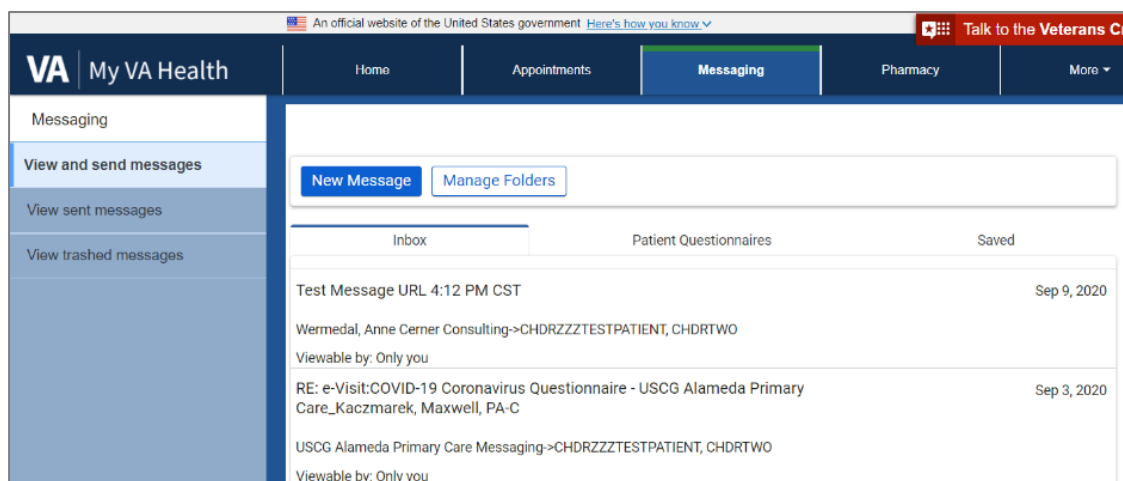 An official website of the United States government Here's how you know
Talk to the Veterans
VA My VA Health
Home
Appointments
Messaging
Pharmacy
More
Messaging
View and send messages
View sent messages
View trashed messages
New Message
Manage Folders
Inbox
Patient Questionnaires
Saved
Test Message URL 4:12 PM CST
Sep 9, 2020
Wermedal, Anne Cerner Consulting->CHDRZZZTESTPATIENT, CHDRTWO
Viewable by: Only you
RE: e-Visit:COVID-19 Coronavirus Questionnaire - USCG Alameda Primary
Care_Kaczmarek, Maxwell, PA-C
Sep 3, 2020
USCG Alameda Primary Care Messaging->CHDRZZZTESTPATIENT, CHDRTWO
Viewable by: Only you